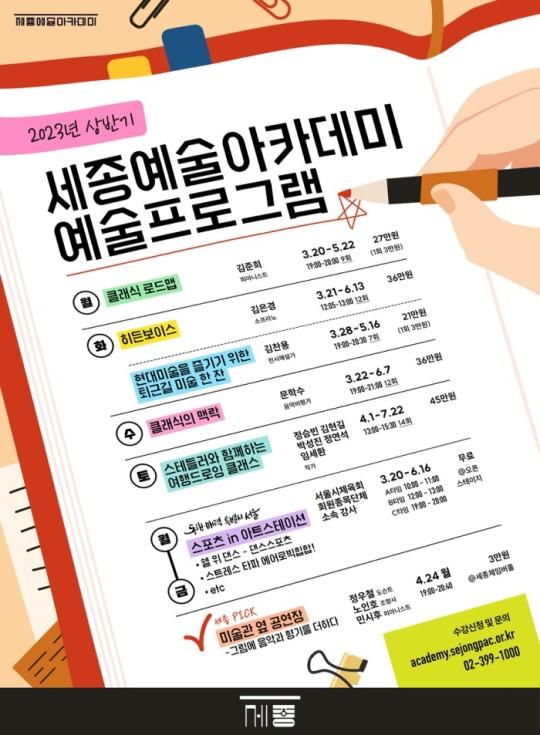 세종예술아카데미
2023년 상반기
세종예술아카데미
예술프로그램
월 클래식 로드맵 김준희 피아니스트 3.20-5.22 19:00-20:00 9회 27만원 (1회 3만원)
화 히든보이스 김은경 소프라노 3.21-6.13 12:05-13:00 12회 36만원
현대미술을 즐기기 위한
퇴근길 미술 한 잔 김찬용 전시해설가 3.28-5.16 19:00-20:30 7회 21만원 (1회 3만원)
수 클래식의 맥락 문학수 음악비평가 3.22-6.7 19:00-21:00 12회 36만원
토 스테들러와 함께하는
여행드로잉 클래스 정승빈 김현길
박성진 정연석
임세환
작가 4.1-7.22 13:00-15:00 14회 45만원
월
금
스포츠 in 아트스테이션
• 웰 위 댄스 - 댄스스포츠
• 스트레스 타파 에어로빅힙합!
• etc
서울시체육회
회원종목단체
소속 강사
3.20-6.16
A타임 10:00 - 11:00
B타임 12:00 - 13:00
C타임 19:00 - 20:00
무료
@오픈
스테이지
세종 PICK
미술관 옆 공연장
-그림에 음악과 향기를 더하다
정우철 도슨트
노인호 조향사
민시후 피아니스트
4.24 월
19:00-20:40
3만원
@세종체임버홀
수강신청 및 문의
academy.sejongpac.or.kr
02-399-1000
세종